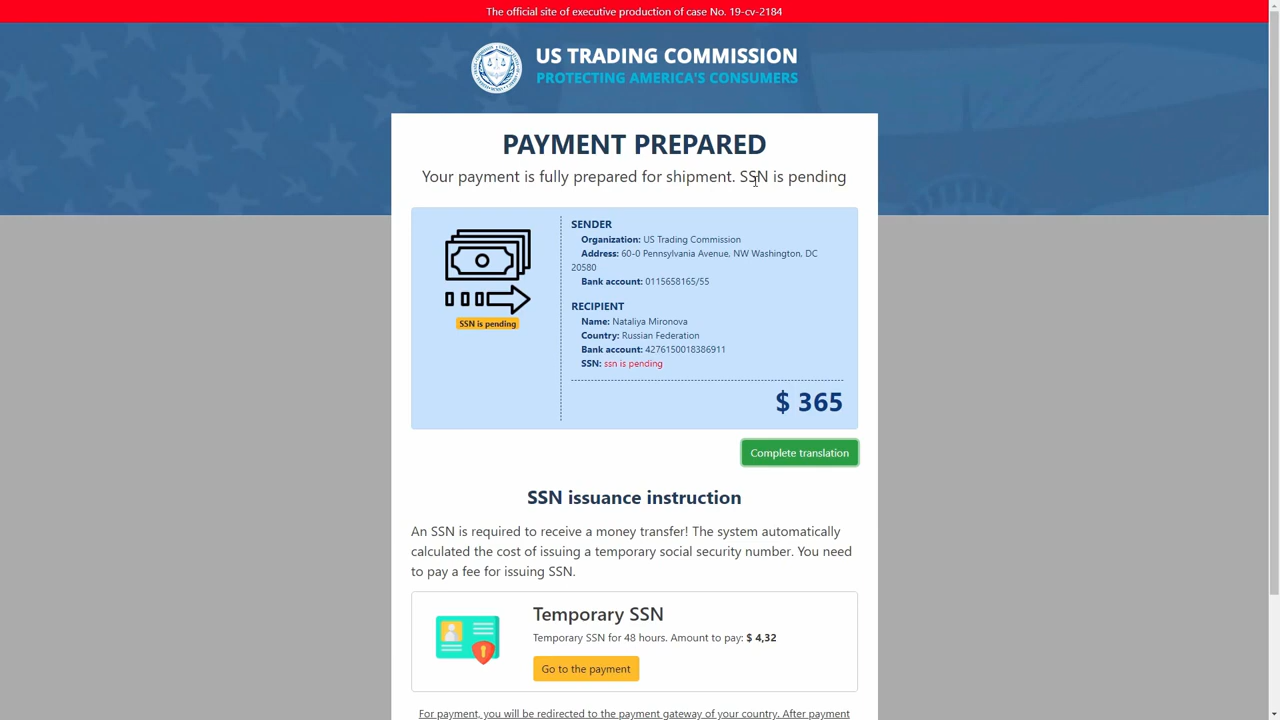 The official site of executive production of case No. 19-cv-2184
US TRADING COMMISSION
PROTECTING AMERICA'S CONSUMERS
PAYMENT PREPARED
Your payment is fully prepared for shipment. SSN is pending
SSN is pending
SENDER
Organization: US Trading Commission
Address: 60-0 Pennsylvania Avenue, NW Washington, DC
20580
Bank account: 0115658165/55
RECIPIENT
Name: Nataliya Mironova
Country: Russian Federation
Bank account: 4276150018386911
SSN: ssn is pending
$ 365
Complete translation
SSN issuance instruction
An SSN is required to receive a money transfer! The system automatically
calculated the cost of issuing a temporary social security number. You need
to pay a fee for issuing SSN.
Temporary SSN
Temporary SSN for 48 hours. Amount to pay: $ 4,32
Go to the payment
For payment, you will be redirected to the payment gateway of your country. After payment